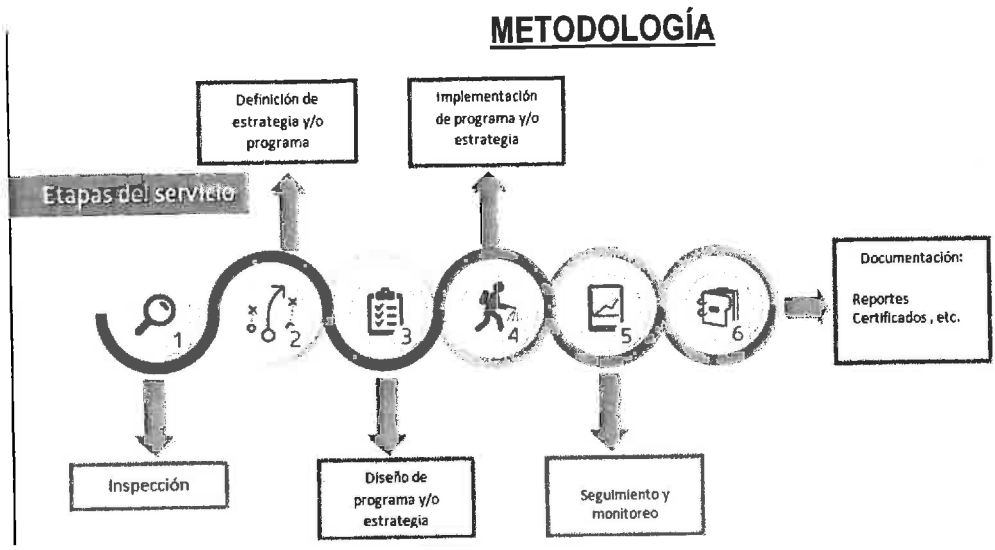 METODOLOGÍA
Definición de
estrategia y/o
programa
Implementación
de programa y/o
estrategia
Etapas del servicio
1
2
3
4
5
6
Documentación:
Reportes
Certificados, etc.
Inspección
Diseño de
programa y/o
estrategia
Seguimiento y
monitoreo